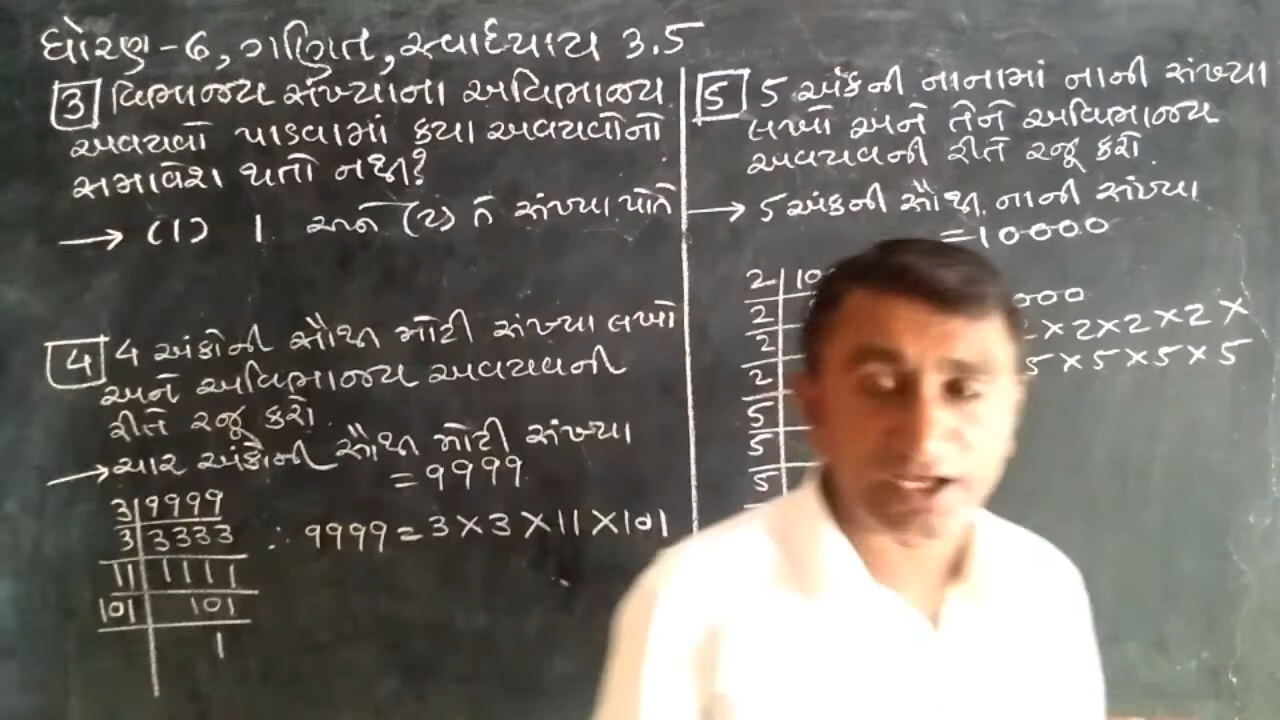 ધોરણ-6, ગણિત, સ્વાધ્યાય 3.5
3 વિભાજ્ય સંખ્યાના અવિભાજ્ય
અવયવો પાડવામાં કયા અવયવોનો
સમાવેશ થતો નથી?
→ (1) 1 અને (2) તે સંખ્યા પોતે
4 4 અંકોની સૌથી મોટી સંખ્યા લખો
અને અવિભાજ્ય અવયવની
રીતે રજૂ કરો.
→ ચાર અંકોની સૌથી મોટી સંખ્યા
= 9999
3 | 9999
3 | 3333 ∴ 9999 = 3 × 3 × 11 × 101
11 | 1111
101 | 101
1
5 5 અંકની નાનામાં નાની સંખ્યા
લખો અને તેને અવિભાજ્ય
અવયવની રીતે રજૂ કરો.
→ 5 અંકની સૌથી નાની સંખ્યા
= 10000
2 | 10
2 | 000
2 | × 2 × 2 × 2 ×
2 | 5 × 5 × 5 × 5
5
5
5